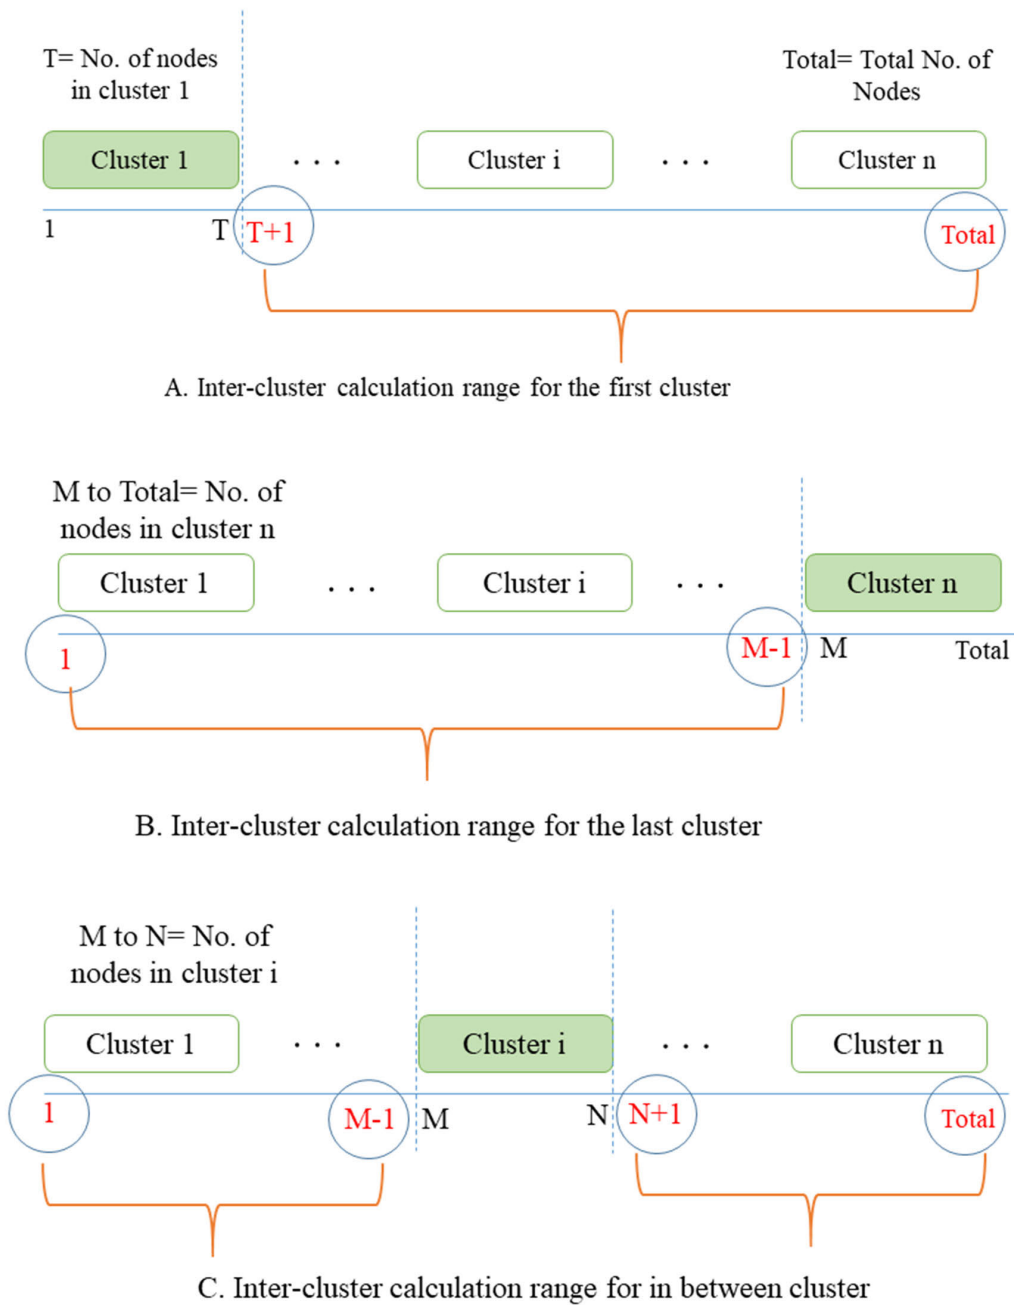 T= No. of nodes
in cluster 1
Total= Total No. of
Nodes
Cluster 1 . . . Cluster i . . . Cluster n
1 T T+1 Total
A. Inter-cluster calculation range for the first cluster
M to Total= No. of
nodes in cluster n
Cluster 1 . . . Cluster i . . . Cluster n
1 M-1 M Total
B. Inter-cluster calculation range for the last cluster
M to N= No. of
nodes in cluster i
Cluster 1 . . . Cluster i . . . Cluster n
1 M-1 M N N+1 Total
C. Inter-cluster calculation range for in between cluster